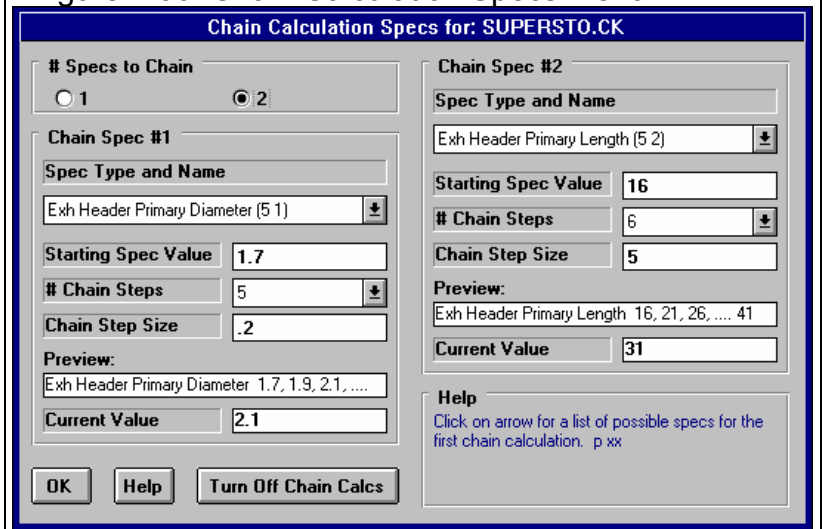 Chain Calculation Specs for: SUPERSTO.CK
# Specs to Chain
1
2
Chain Spec #1
Spec Type and Name
Exh Header Primary Diameter (5 1)
Starting Spec Value 1.7
# Chain Steps 5
Chain Step Size .2
Preview:
Exh Header Primary Diameter 1.7, 1.9, 2.1, ....
Current Value 2.1
OK Help Turn Off Chain Calcs
Chain Spec #2
Spec Type and Name
Exh Header Primary Length (5 2)
Starting Spec Value 16
# Chain Steps 6
Chain Step Size 5
Preview:
Exh Header Primary Length 16, 21, 26, .... 41
Current Value 31
Help
Click on arrow for a list of possible specs for the
first chain calculation. p xx